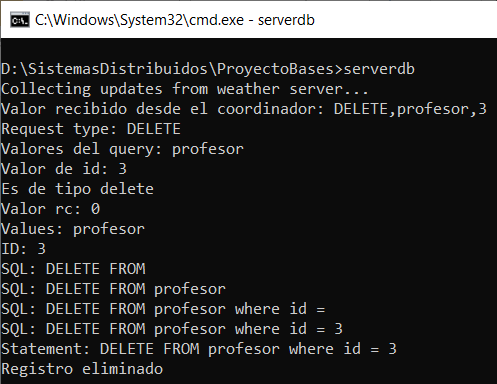 C:\Windows\System32\cmd.exe - serverdb
D:\SistemasDistribuidos\ProyectoBases>serverdb
Collecting updates from weather server...
Valor recibido desde el coordinador: DELETE,profesor,3
Request type: DELETE
Valores del query: profesor
Valor de id: 3
Es de tipo delete
Valor rc: 0
Values: profesor
ID: 3
SQL: DELETE FROM
SQL: DELETE FROM profesor
SQL: DELETE FROM profesor where id =
SQL: DELETE FROM profesor where id = 3
Statement: DELETE FROM profesor where id = 3
Registro eliminado